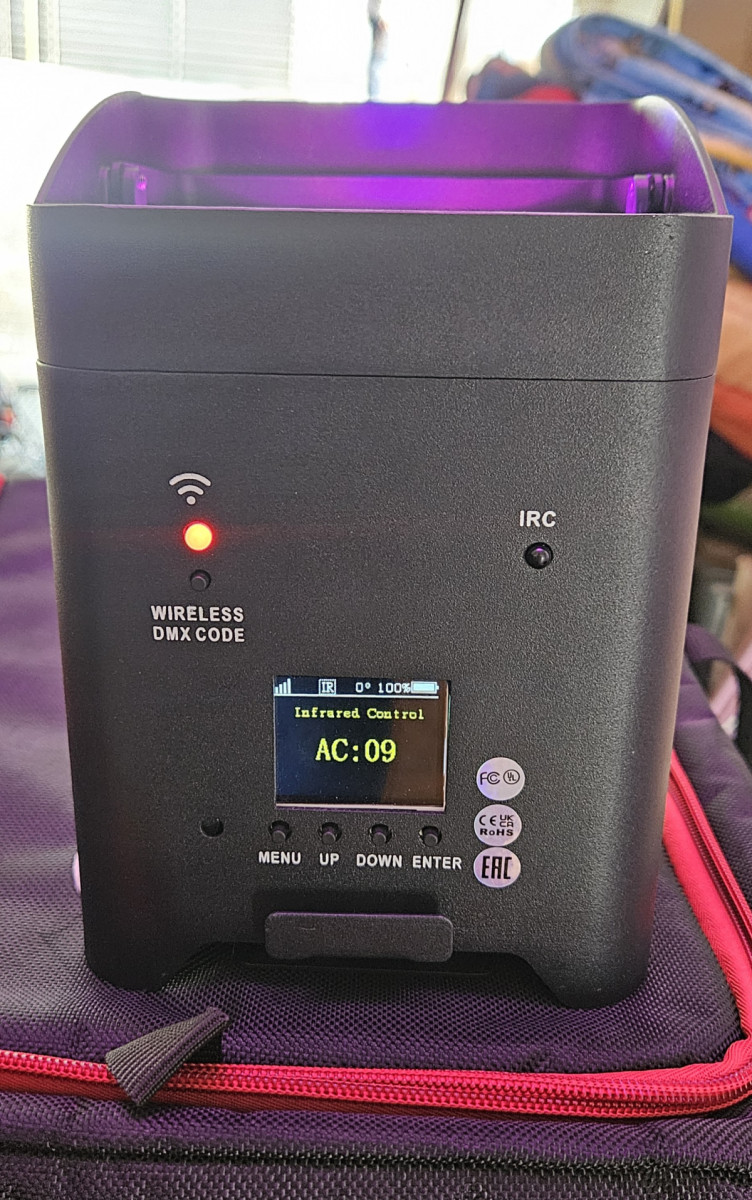 IRC
WIRELESS
DMX CODE
IR 0° 100%
Infrared Control
AC:09
FC UL
CE UK CA
RoHS
MENU UP DOWN ENTER
EAC